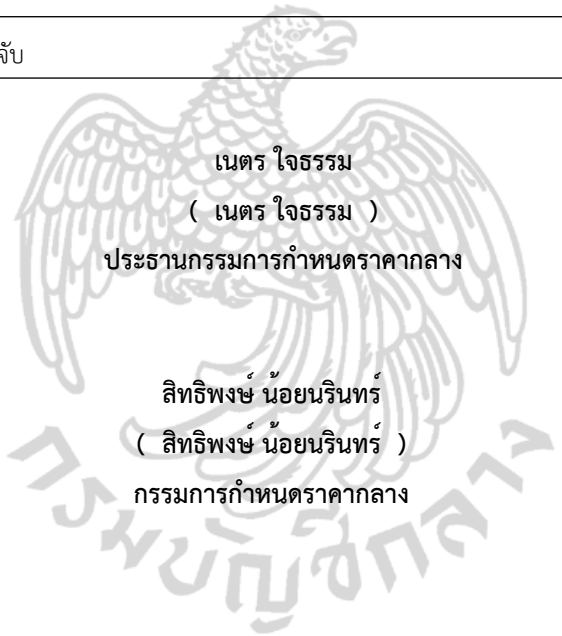 จับ
เนตร ใจธรรม
( เนตร ใจธรรม )
ประธานกรรมการกำหนดราคากลาง
สิทธิพงษ์ น้อยนรินทร์
( สิทธิพงษ์ น้อยนรินทร์ )
กรรมการกำหนดราคากลาง
กรมบัญชีกลาง